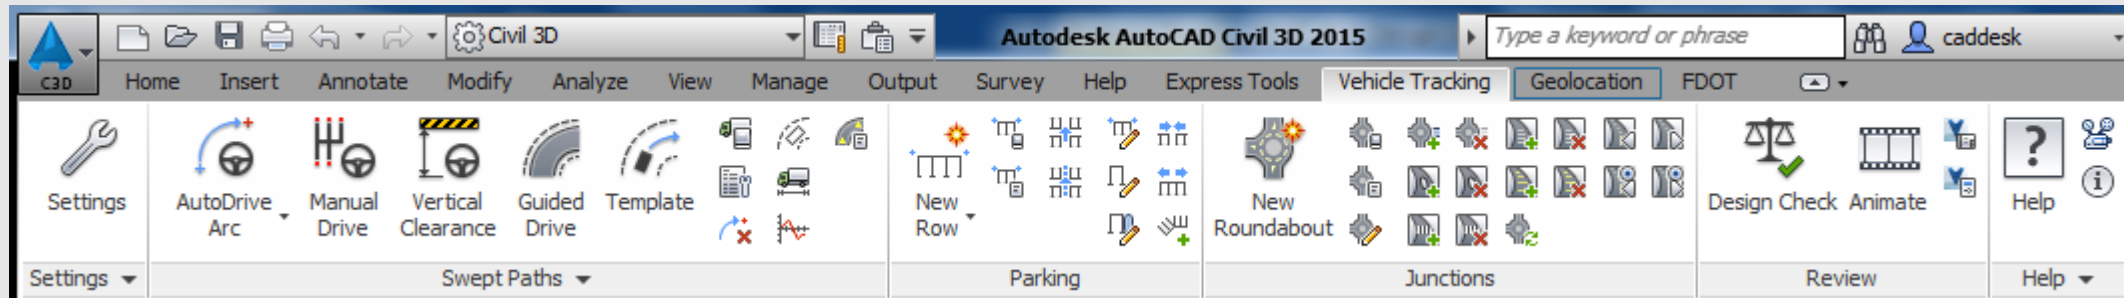 Civil 3D
Autodesk AutoCAD Civil 3D 2015
Type a keyword or phrase
caddesk
C3D
Home Insert Annotate Modify Analyze View Manage Output Survey Help Express Tools Vehicle Tracking Geolocation FDOT
Settings
AutoDrive Arc
Manual Drive
Vertical Clearance
Guided Drive
Template
New Row
New Roundabout
Design Check
Animate
?
Help
i
Settings
Swept Paths
Parking
Junctions
Review
Help